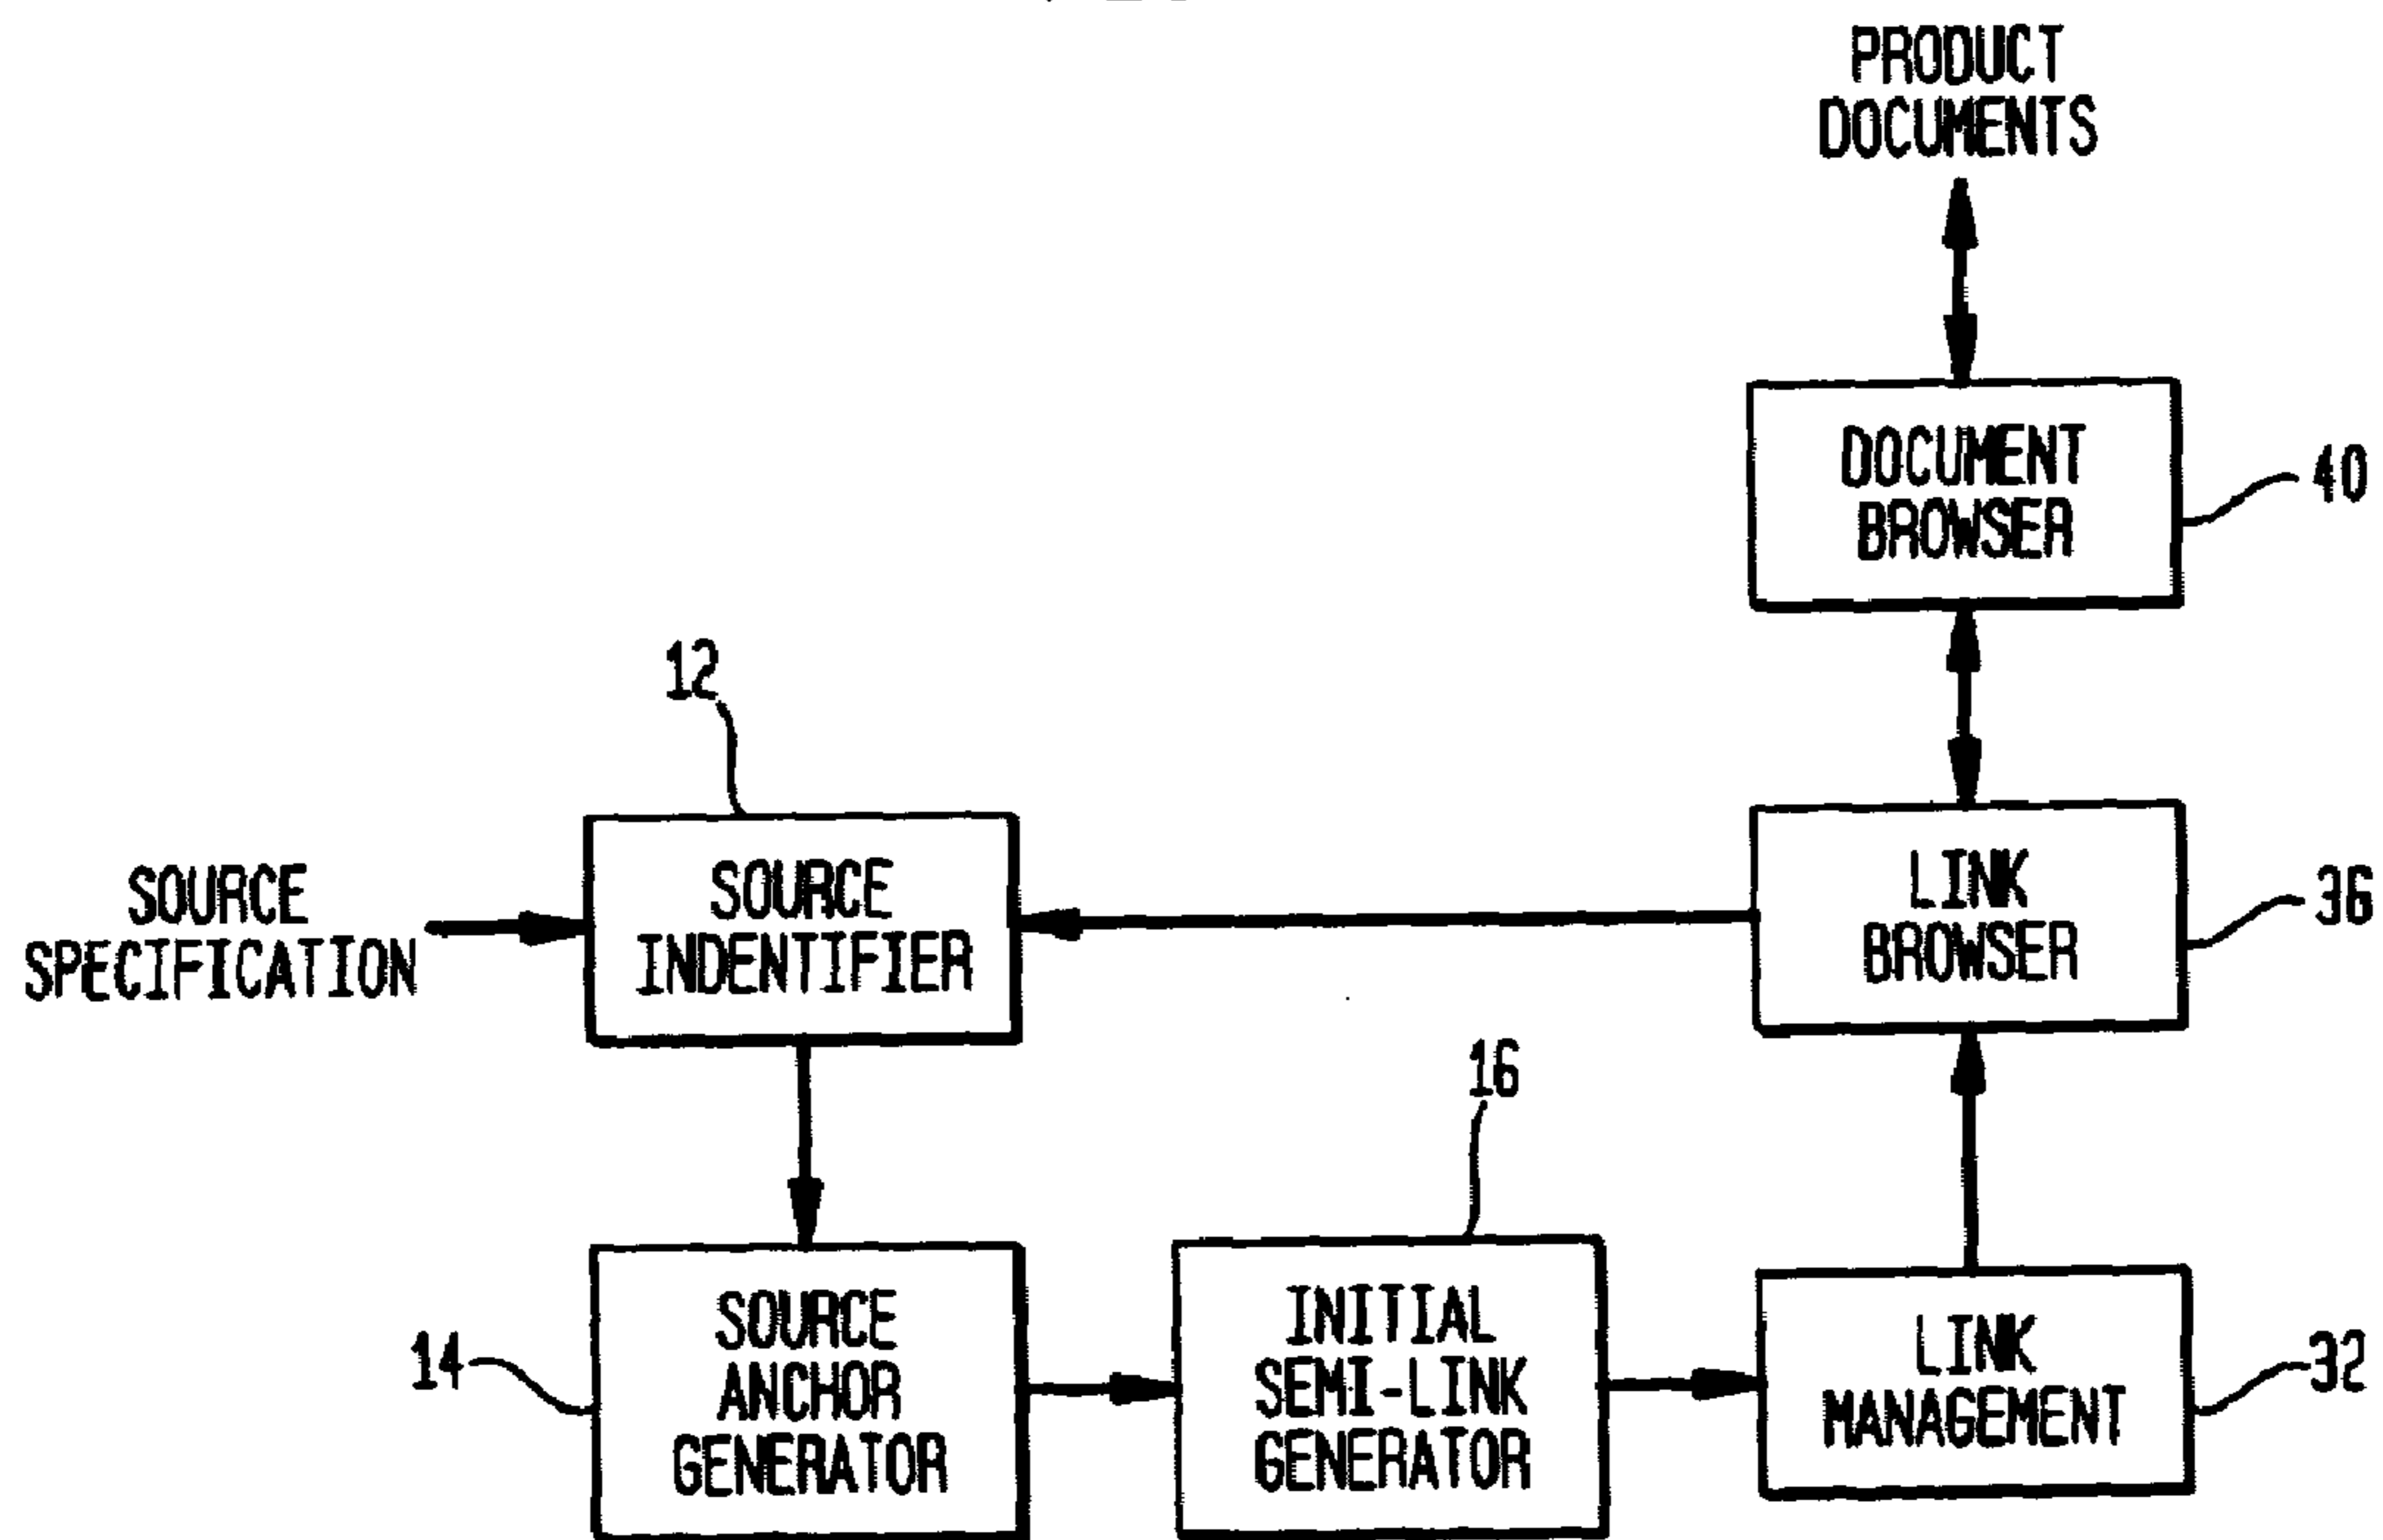 PRODUCT
DOCUMENTS
DOCUMENT
BROWSER
40
12
SOURCE
SPECIFICATION
SOURCE
INDENTIFIER
LINK
BROWSER
36
16
14
SOURCE
ANCHOR
GENERATOR
INITIAL
SEMI-LINK
GENERATOR
LINK
MANAGEMENT
32